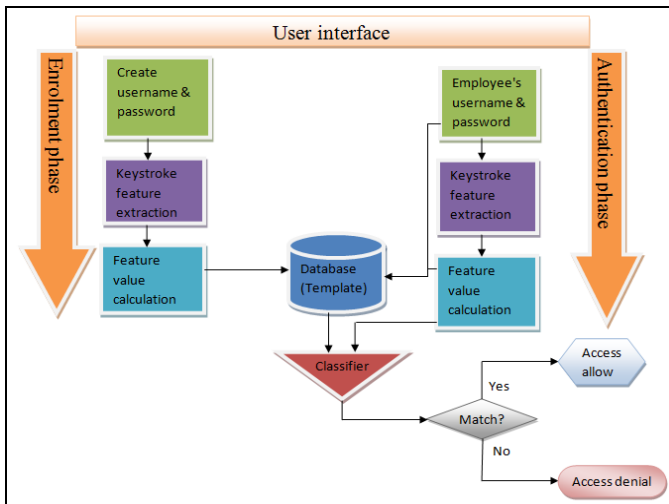 User interface
Enrolment phase
Create
username &
password
Keystroke
feature
extraction
Feature
value
calculation
Database
(Template)
Employee's
username &
password
Keystroke
feature
extraction
Feature
value
calculation
Authentication phase
Classifier
Match?
Yes
No
Access
allow
Access denial